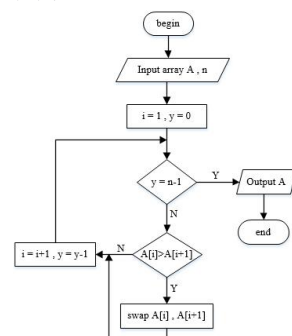 begin
Input array A , n
i = 1 , y = 0
y = n-1
Y
Output A
N
end
A[i]>A[i+1]
N
i = i+1 , y = y-1
Y
swap A[i] , A[i+1]